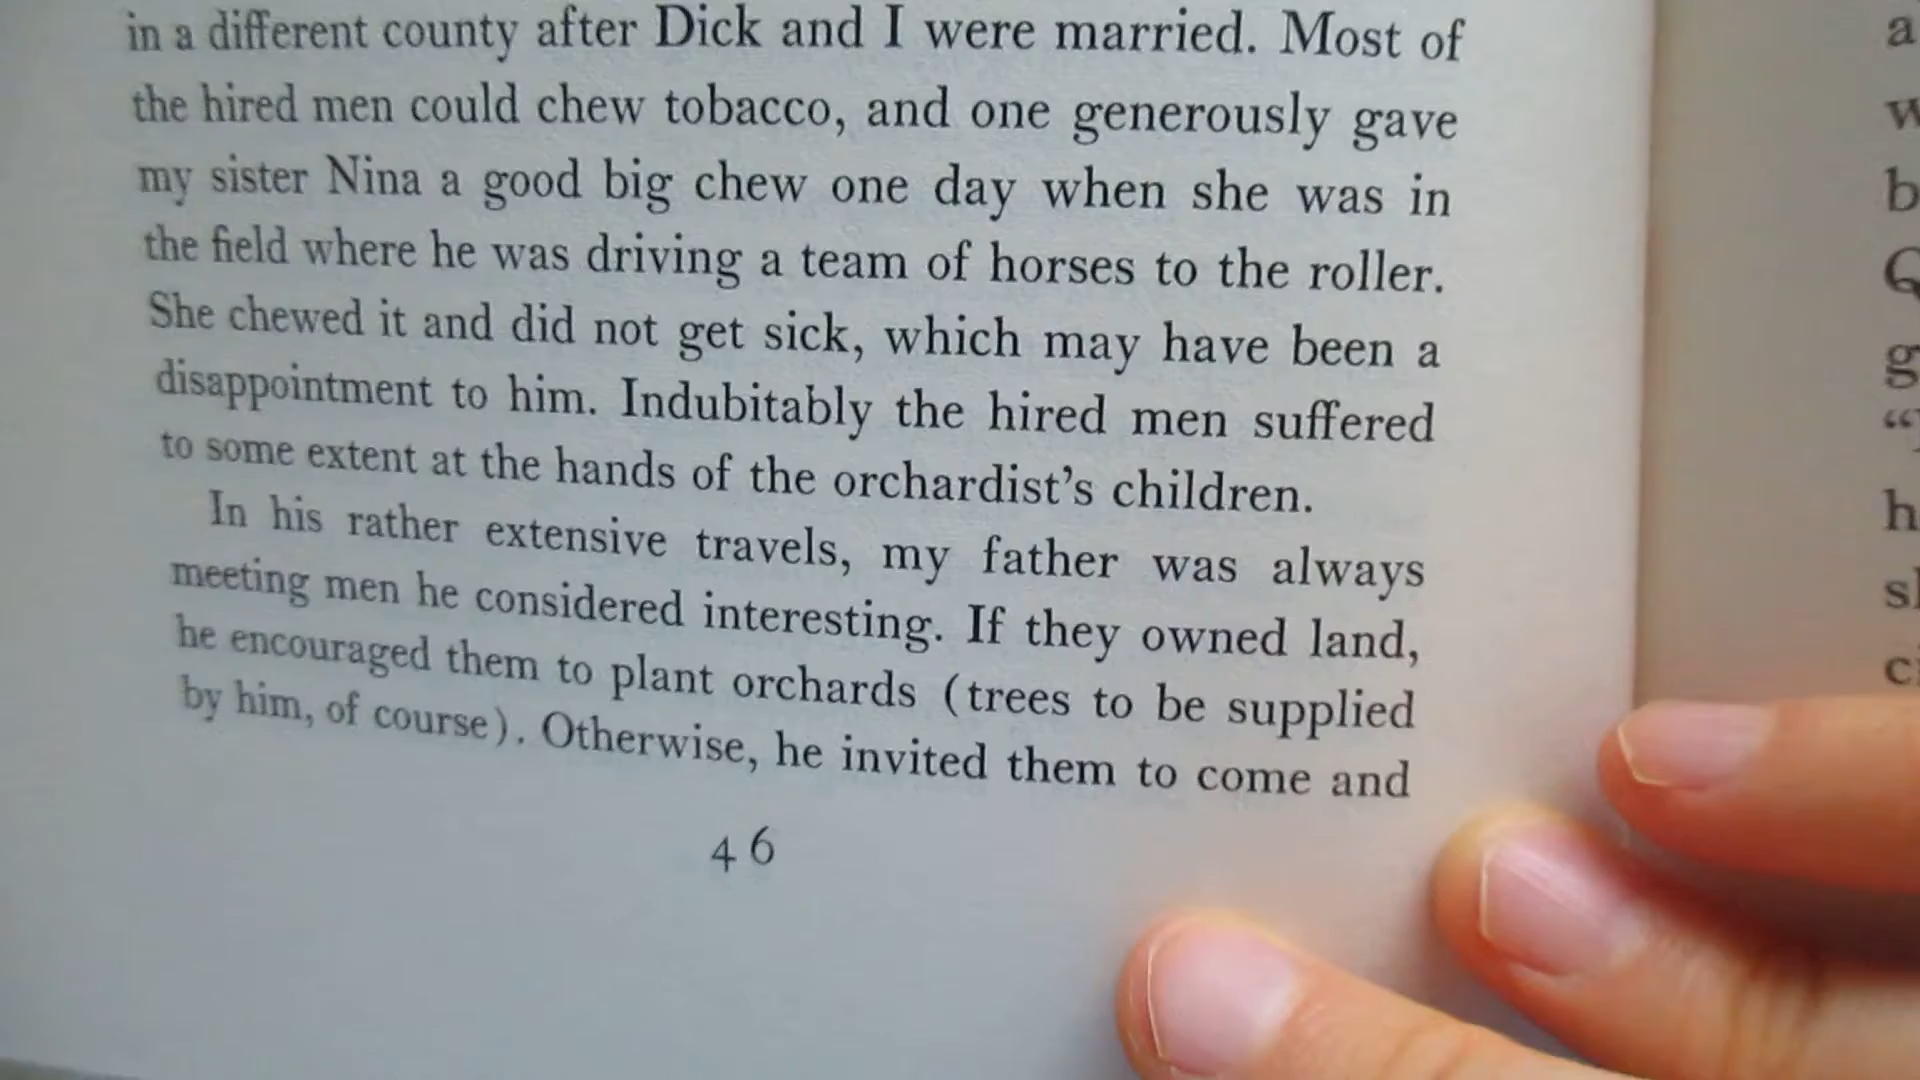 in a different county after Dick and I were married. Most of
the hired men could chew tobacco, and one generously gave
my sister Nina a good big chew one day when she was in
the field where he was driving a team of horses to the roller.
She chewed it and did not get sick, which may have been a
disappointment to him. Indubitably the hired men suffered
to some extent at the hands of the orchardist's children.
In his rather extensive travels, my father was always
meeting men he considered interesting. If they owned land,
he encouraged them to plant orchards (trees to be supplied
by him, of course). Otherwise, he invited them to come and
46